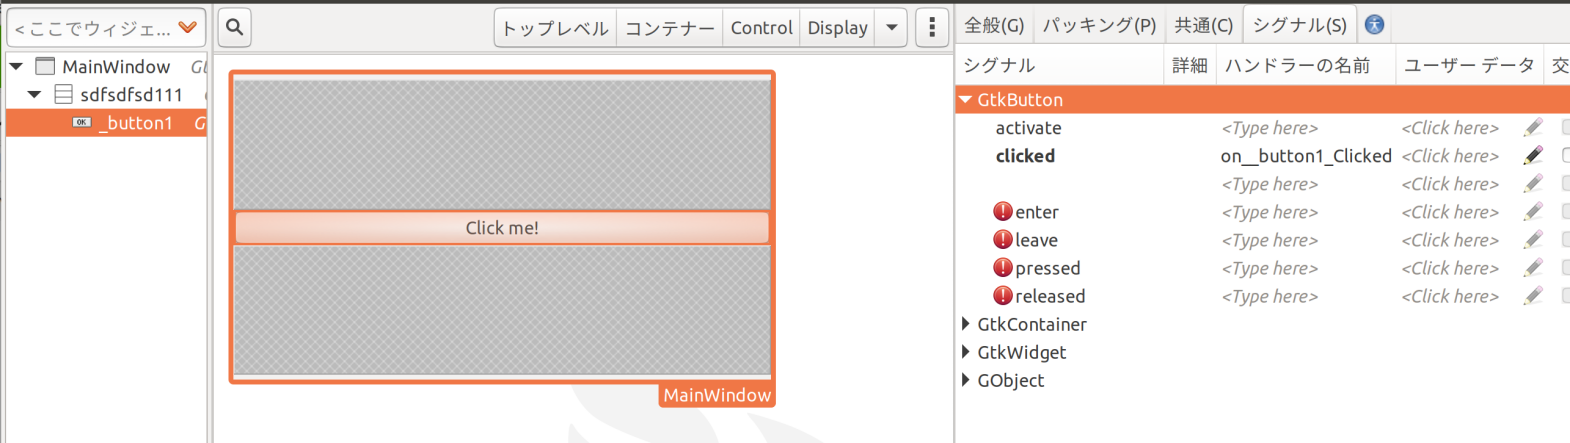 < ここでウィジェ...
トップレベル コンテナー Control Display
MainWindow
sdfsdfsd111
OK _button1 G
Click me!
MainWindow
全般(G) パッキング(P) 共通(C) シグナル(S)
シグナル 詳細 ハンドラーの名前 ユーザー データ 交
GtkButton
activate <Type here> <Click here>
clicked on__button1_Clicked <Click here>
<Type here> <Click here>
enter <Type here> <Click here>
leave <Type here> <Click here>
pressed <Type here> <Click here>
released <Type here> <Click here>
GtkContainer
GtkWidget
GObject